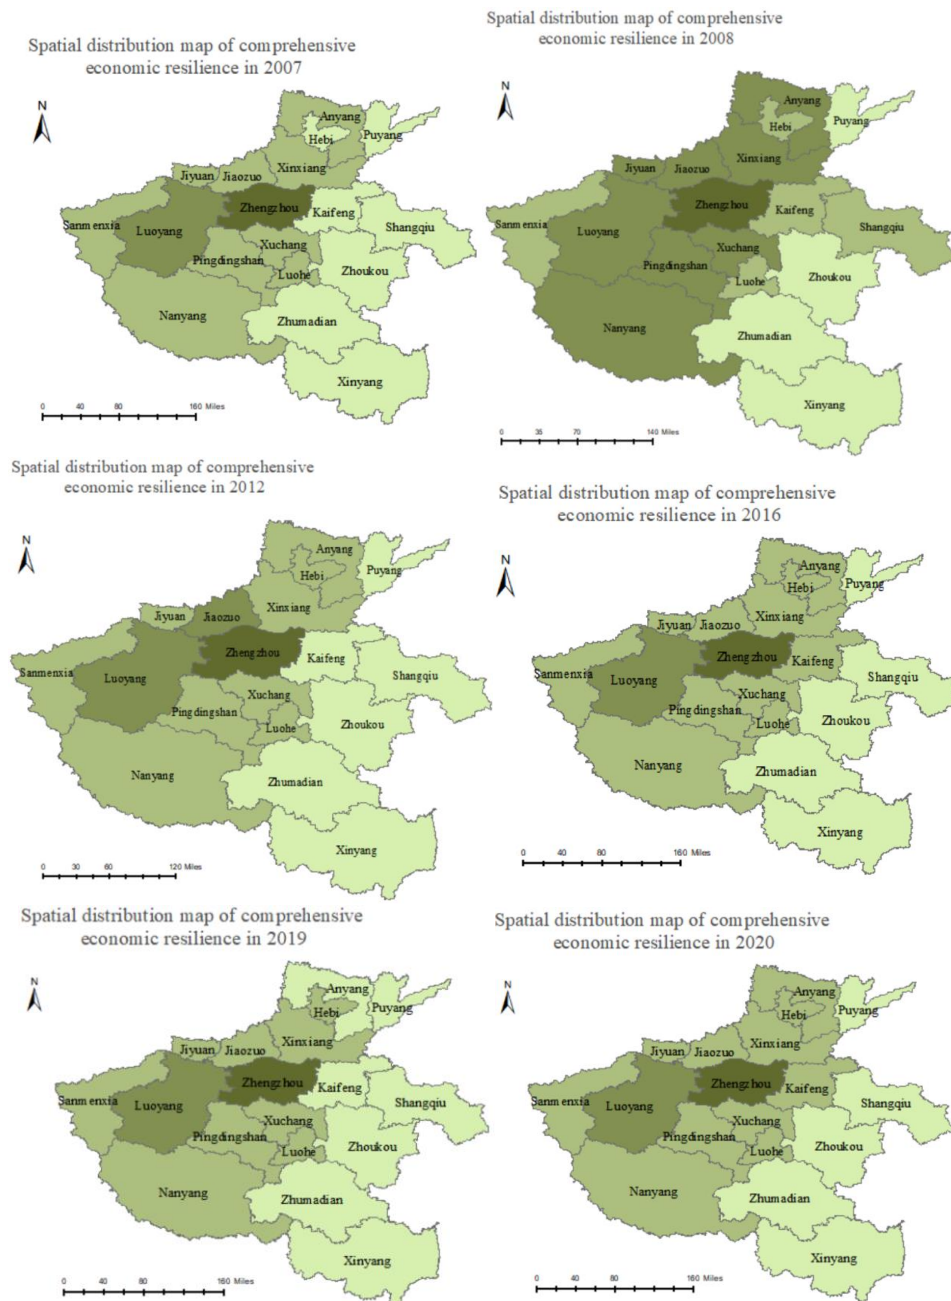 Spatial distribution map of comprehensive
economic resilience in 2007
N
Anyang
Puyang
Hebi
Xinxiang
Jiyuan
Jiaozuo
Zhengzhou
Kaifeng
Sanmenxia
Luoyang
Shangqiu
Xuchang
Pingdingshan
Luohe
Zhoukou
Nanyang
Zhumadian
Xinyang
0 40 80 160 Miles
Spatial distribution map of comprehensive
economic resilience in 2008
N
Anyang
Puyang
Hebi
Xinxiang
Jiyuan
Jiaozuo
Zhengzhou
Kaifeng
Sanmenxia
Shangqiu
Luoyang
Xuchang
Pingdingshan
Zhoukou
Luohe
Nanyang
Zhumadian
Xinyang
0 35 70 140 Miles
Spatial distribution map of comprehensive
economic resilience in 2012
N
Anyang
Puyang
Hebi
Xinxiang
Jiyuan
Jiaozuo
Zhengzhou
Kaifeng
Sanmenxia
Luoyang
Shangqiu
Xuchang
Pingdingshan
Zhoukou
Luohe
Nanyang
Zhumadian
Xinyang
0 30 60 120 Miles
Spatial distribution map of comprehensive
economic resilience in 2016
N
Anyang
Puyang
Hebi
Xinxiang
Jiyuan
Jiaozuo
Zhengzhou
Kaifeng
Sanmenxia
Luoyang
Shangqiu
Xuchang
Pingdingshan
Luohe
Zhoukou
Nanyang
Zhumadian
Xinyang
0 40 80 160 Miles
Spatial distribution map of comprehensive
economic resilience in 2019
N
Anyang
Puyang
Hebi
Xinxiang
Jiyuan
Jiaozuo
Zhengzhou
Kaifeng
Sanmenxia
Luoyang
Shangqiu
Xuchang
Pingdingshan
Zhoukou
Luohe
Nanyang
Zhumadian
Xinyang
0 40 80 160 Miles
Spatial distribution map of comprehensive
economic resilience in 2020
N
Anyang
Puyang
Hebi
Xinxiang
Jiyuan
Jiaozuo
Zhengzhou
Kaifeng
Sanmenxia
Luoyang
Shangqiu
Xuchang
Pingdingshan
Luohe
Zhoukou
Nanyang
Zhumadian
Xinyang
0 40 80 160 Miles